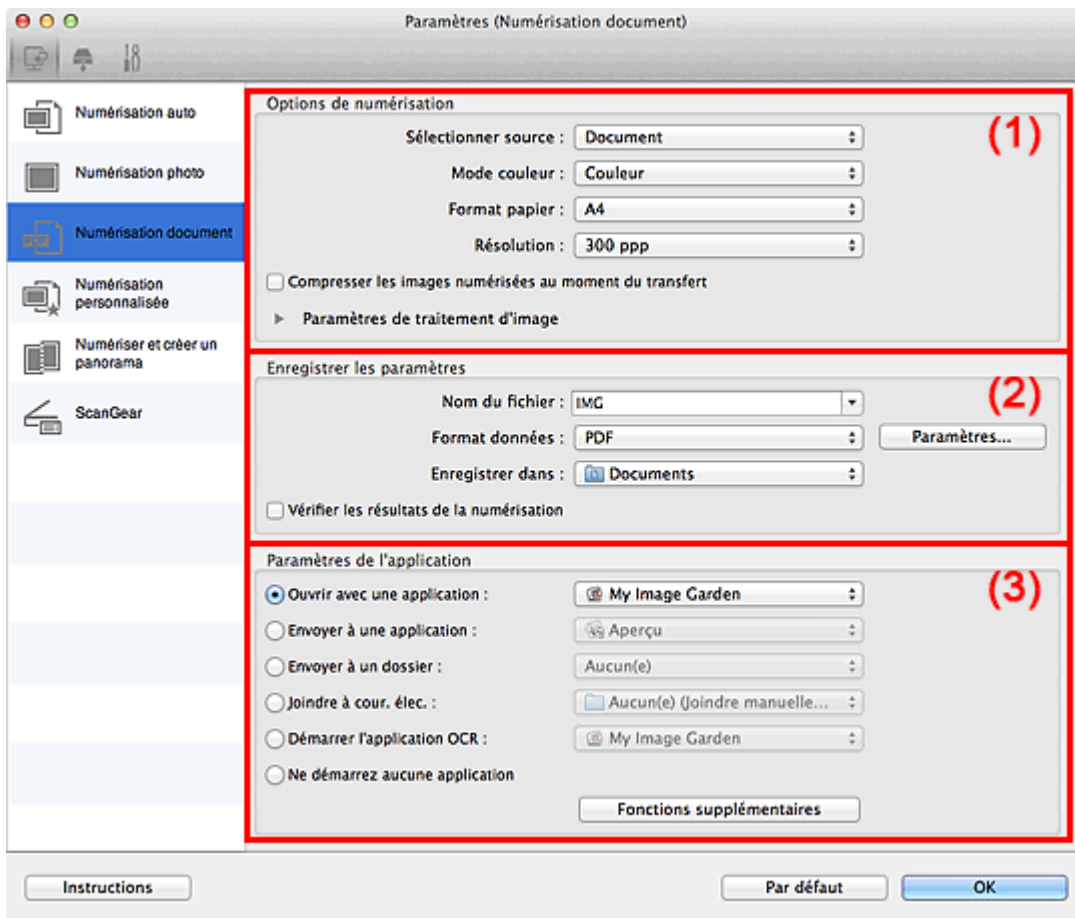 Paramètres (Numérisation document)
Numérisation auto
Numérisation photo
Numérisation document
Numérisation
personnalisée
Numériser et créer un
panorama
ScanGear
Options de numérisation
(1)
Sélectionner source : Document
Mode couleur : Couleur
Format papier : A4
Résolution : 300 ppp
Compresser les images numérisées au moment du transfert
Paramètres de traitement d'image
Enregistrer les paramètres
(2)
Nom du fichier : IMG
Format données : PDF Paramètres...
Enregistrer dans : Documents
Vérifier les résultats de la numérisation
Paramètres de l'application
(3)
Ouvrir avec une application : My Image Garden
Envoyer à une application : Aperçu
Envoyer à un dossier : Aucun(e)
Joindre à cour. élec. : Aucun(e) (Joindre manuelle...
Démarrer l'application OCR : My Image Garden
Ne démarrez aucune application
Fonctions supplémentaires
Instructions Par défaut OK